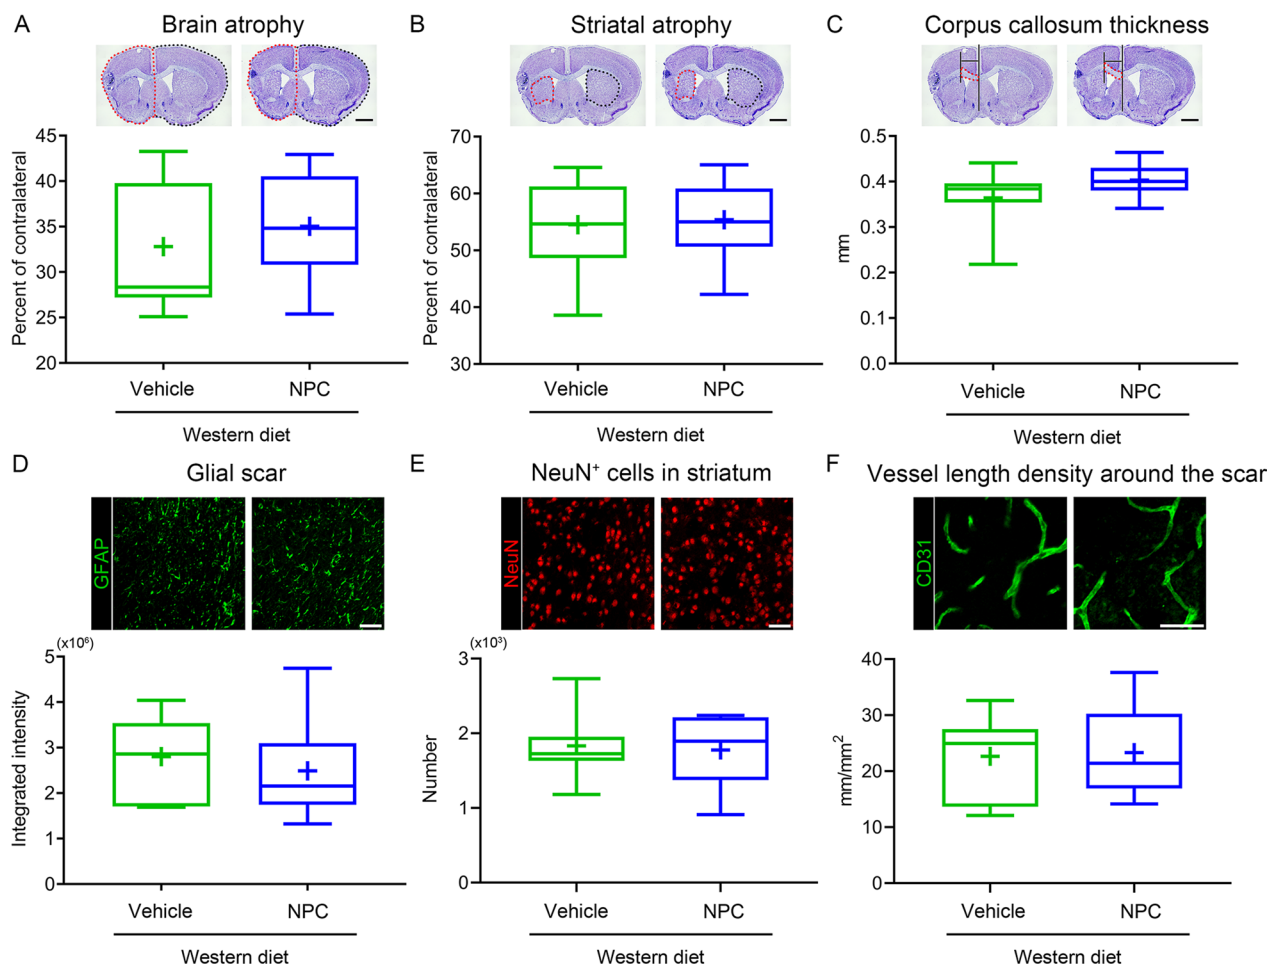 A
Brain atrophy
45
40
35
30
25
20
Percent of contralateral
Vehicle
NPC
Western diet
B
Striatal atrophy
70
60
50
40
30
Percent of contralateral
Vehicle
NPC
Western diet
C
Corpus callosum thickness
0.5
0.4
0.3
0.2
0.1
0.0
mm
Vehicle
NPC
Western diet
D
Glial scar
GFAP
(x10⁶)
5
4
3
2
1
0
Integrated intensity
Vehicle
NPC
Western diet
E
NeuN⁺ cells in striatum
NeuN
(x10³)
3
2
1
0
Number
Vehicle
NPC
Western diet
F
Vessel length density around the scar
CD31
40
30
20
10
0
mm/mm²
Vehicle
NPC
Western diet